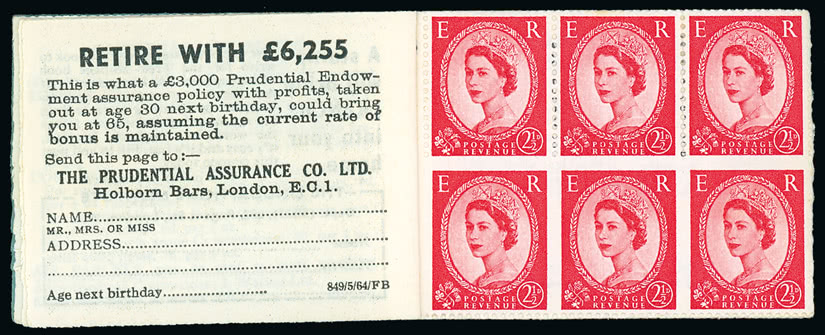 RETIRE WITH £6,255
This is what a £3,000 Prudential Endow-
ment assurance policy with profits, taken
out at age 30 next birthday, could bring
you at 65, assuming the current rate of
bonus is maintained.
Send this page to:—
THE PRUDENTIAL ASSURANCE CO. LTD.
Holborn Bars, London, E.C.1.
NAME
MR., MRS. OR MISS
ADDRESS
Age next birthday
849/5/64/FB
E R
POSTAGE
REVENUE
2½D
E R
POSTAGE
REVENUE
2½D
E R
POSTAGE
REVENUE
2½D
E R
POSTAGE
REVENUE
2½D
E R
POSTAGE
REVENUE
2½D
E R
POSTAGE
REVENUE
2½D